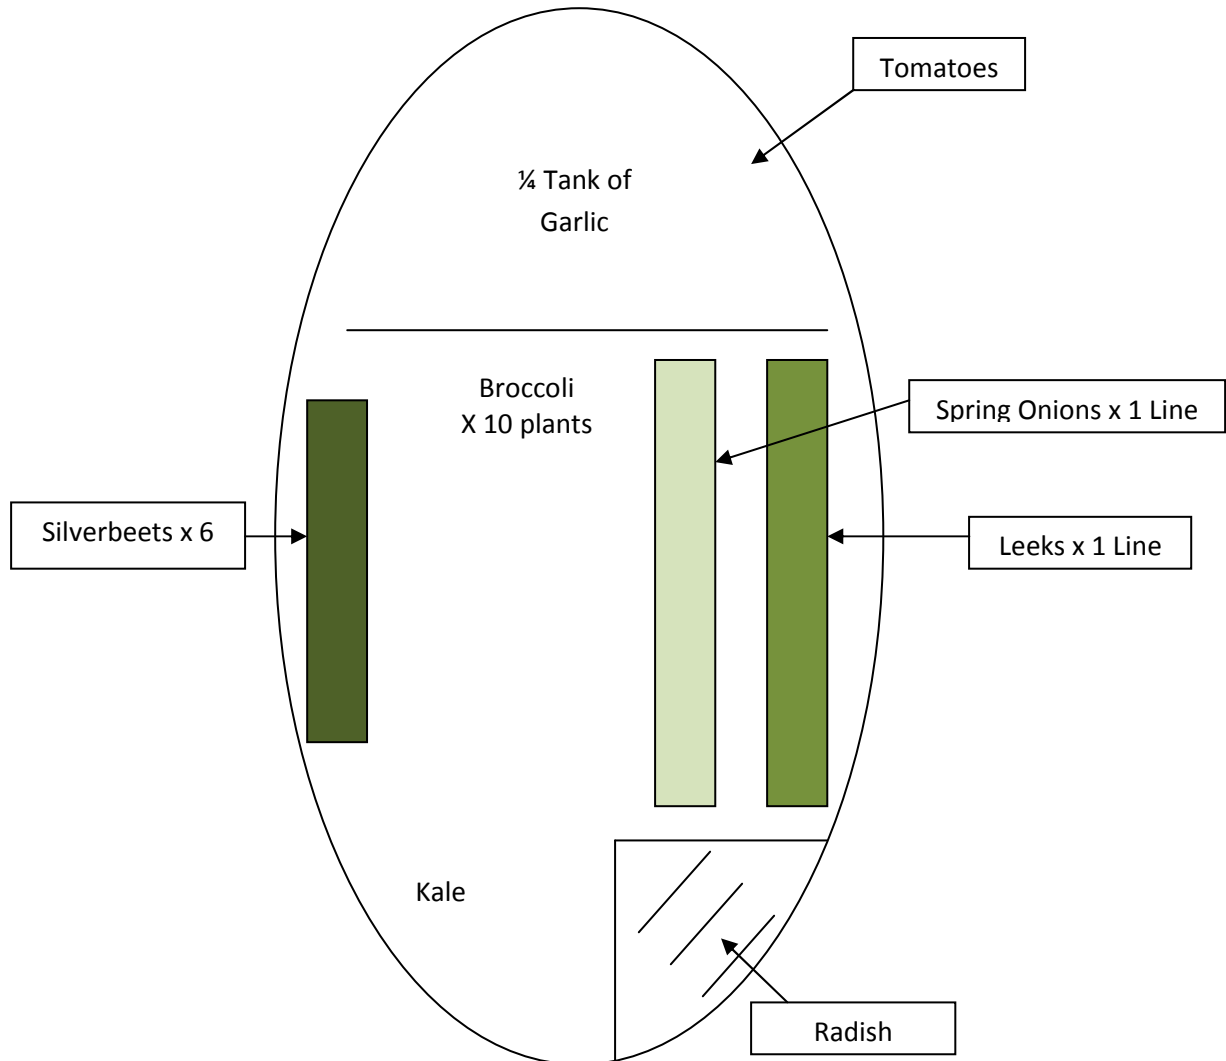 Tomatoes
¼ Tank of
Garlic
Broccoli
X 10 plants
Spring Onions x 1 Line
Silverbeets x 6
Leeks x 1 Line
Kale
Radish